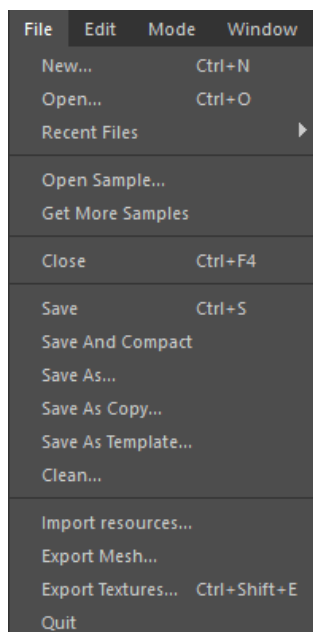 File Edit Mode Window
New... Ctrl+N
Open... Ctrl+O
Recent Files
Open Sample...
Get More Samples
Close Ctrl+F4
Save Ctrl+S
Save And Compact
Save As...
Save As Copy...
Save As Template...
Clean...
Import resources...
Export Mesh...
Export Textures... Ctrl+Shift+E
Quit